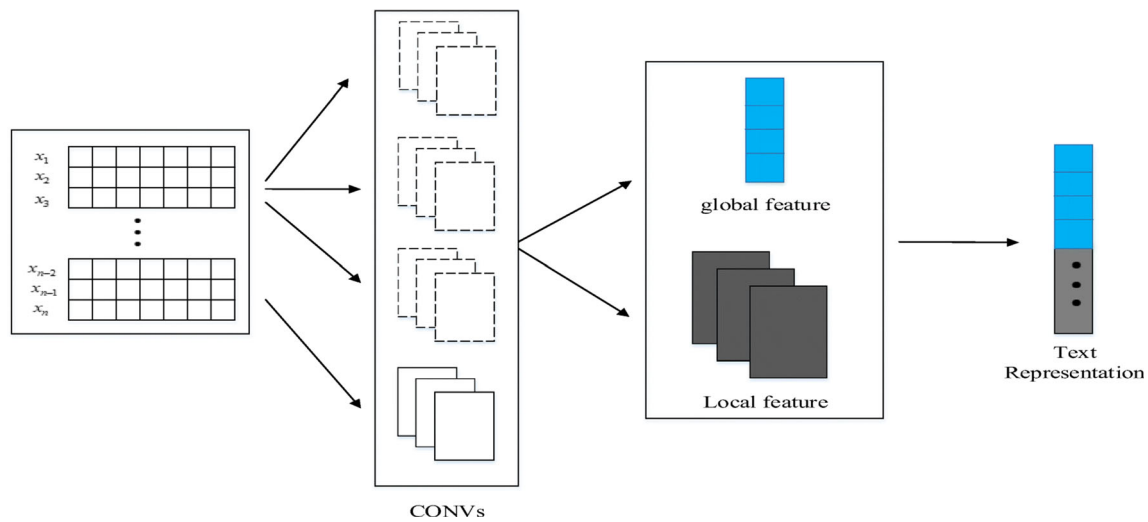 x₁
x₂
x₃
xₙ₋₂
xₙ₋₁
xₙ
CONVs
global feature
Local feature
Text
Representation